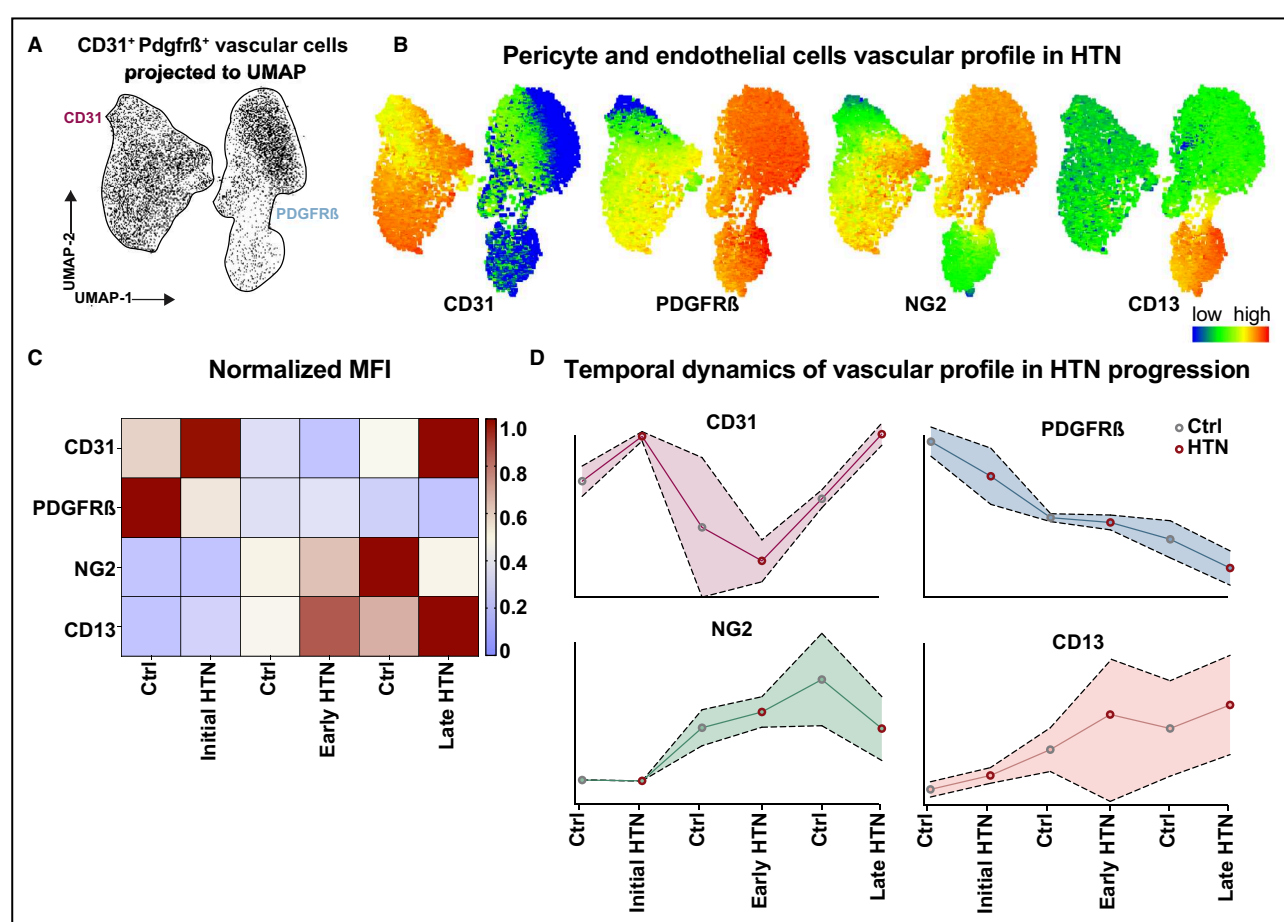 A
CD31⁺ Pdgfrß⁺ vascular cells
projected to UMAP
CD31
PDGFRß
UMAP-2
UMAP-1
B
Pericyte and endothelial cells vascular profile in HTN
CD31
PDGFRß
NG2
CD13
low high
C
Normalized MFI
CD31
PDGFRß
NG2
CD13
1.0
0.8
0.6
0.4
0.2
0
Ctrl
Initial HTN
Ctrl
Early HTN
Ctrl
Late HTN
D
Temporal dynamics of vascular profile in HTN progression
CD31
PDGFRß
Ctrl
HTN
NG2
CD13
Ctrl
Initial HTN
Ctrl
Early HTN
Ctrl
Late HTN
Ctrl
Initial HTN
Ctrl
Early HTN
Ctrl
Late HTN